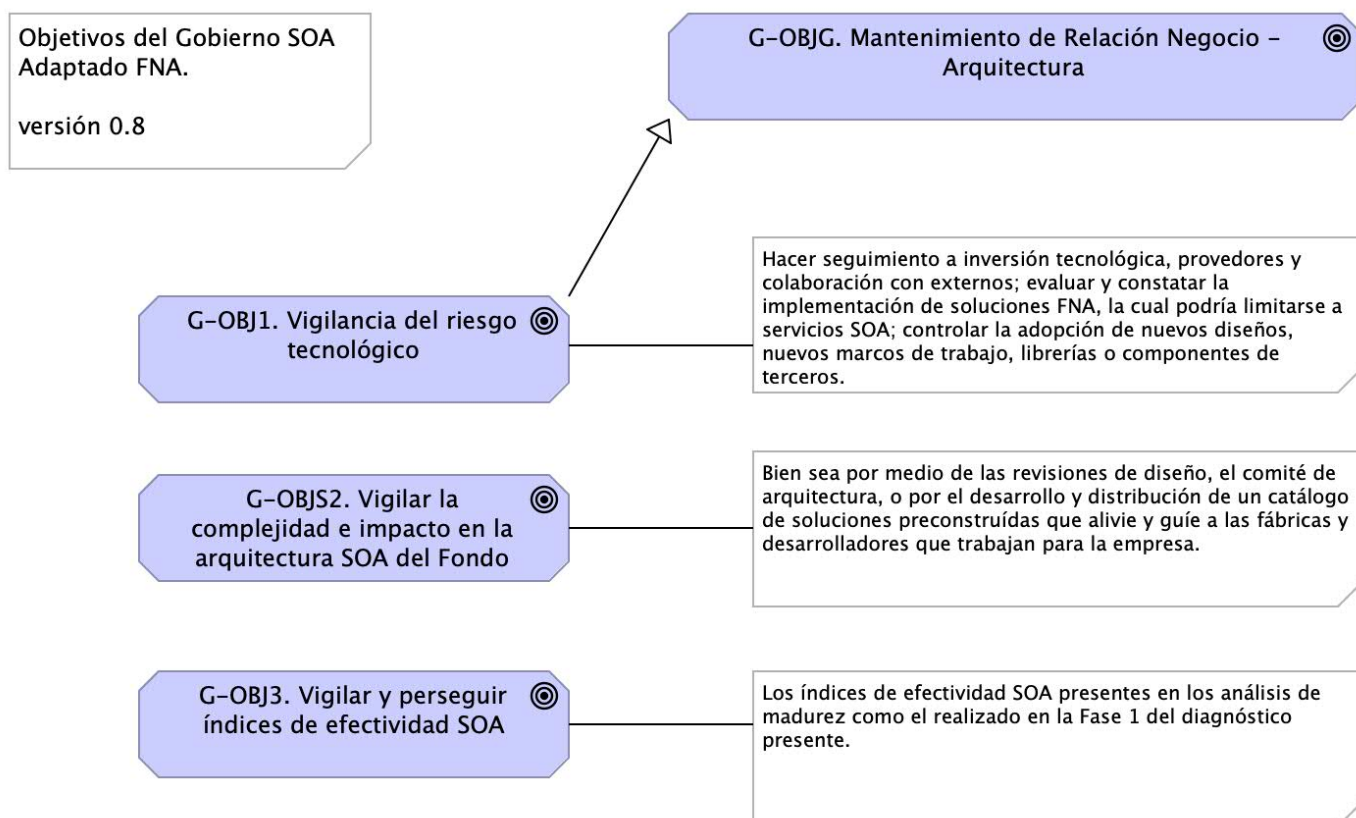 Objetivos del Gobierno SOA
Adaptado FNA.
versión 0.8
G-OBJG. Mantenimiento de Relación Negocio –
Arquitectura
G-OBJ1. Vigilancia del riesgo
tecnológico
Hacer seguimiento a inversión tecnológica, provedores y
colaboración con externos; evaluar y constatar la
implementación de soluciones FNA, la cual podría limitarse a
servicios SOA; controlar la adopción de nuevos diseños,
nuevos marcos de trabajo, librerías o componentes de
terceros.
G-OBJS2. Vigilar la
complejidad e impacto en la
arquitectura SOA del Fondo
Bien sea por medio de las revisiones de diseño, el comité de
arquitectura, o por el desarrollo y distribución de un catálogo
de soluciones preconstruídas que alivie y guíe a las fábricas y
desarrolladores que trabajan para la empresa.
G-OBJ3. Vigilar y perseguir
índices de efectividad SOA
Los índices de efectividad SOA presentes en los análisis de
madurez como el realizado en la Fase 1 del diagnóstico
presente.